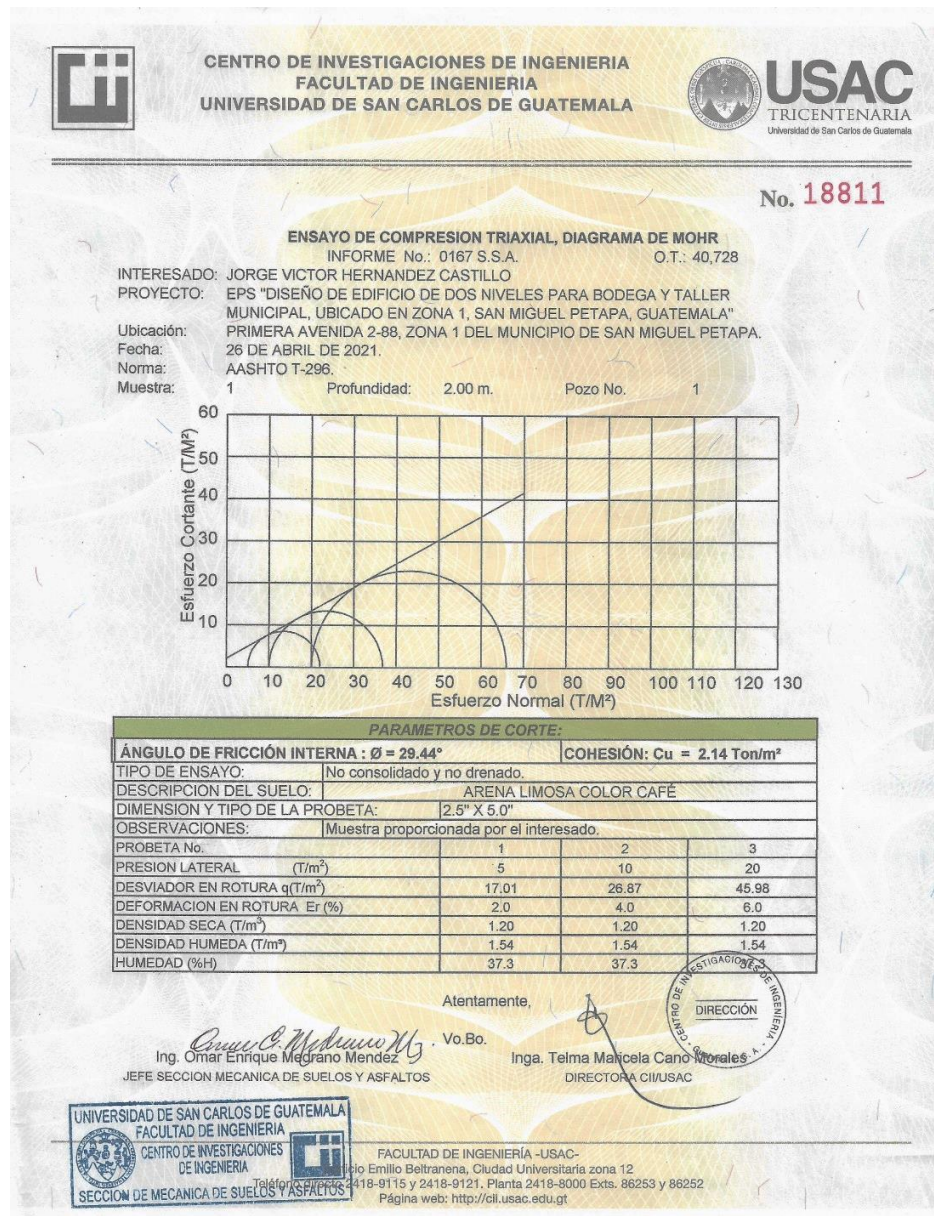 CENTRO DE INVESTIGACIONES DE INGENIERIA
FACULTAD DE INGENIERIA
UNIVERSIDAD DE SAN CARLOS DE GUATEMALA
USAC
TRICENTENARIA
Universidad de San Carlos de Guatemala
No. 18811
ENSAYO DE COMPRESION TRIAXIAL, DIAGRAMA DE MOHR
INFORME No.: 0167 S.S.A. O.T.: 40,728
INTERESADO: JORGE VICTOR HERNANDEZ CASTILLO
PROYECTO: EPS "DISEÑO DE EDIFICIO DE DOS NIVELES PARA BODEGA Y TALLER
MUNICIPAL, UBICADO EN ZONA 1, SAN MIGUEL PETAPA, GUATEMALA"
Ubicación: PRIMERA AVENIDA 2-88, ZONA 1 DEL MUNICIPIO DE SAN MIGUEL PETAPA.
Fecha: 26 DE ABRIL DE 2021.
Norma: AASHTO T-296.
Muestra: 1 Profundidad: 2.00 m. Pozo No. 1
Esfuerzo Cortante (T/M²)
60
50
40
30
20
10
0 10 20 30 40 50 60 70 80 90 100 110 120 130
Esfuerzo Normal (T/M²)
PARAMETROS DE CORTE:
ÁNGULO DE FRICCIÓN INTERNA : Ø = 29.44° COHESIÓN: Cu = 2.14 Ton/m²
TIPO DE ENSAYO: No consolidado y no drenado.
DESCRIPCION DEL SUELO: ARENA LIMOSA COLOR CAFÉ
DIMENSION Y TIPO DE LA PROBETA: 2.5" X 5.0"
OBSERVACIONES: Muestra proporcionada por el interesado.
PROBETA No. 1 2 3
PRESION LATERAL (T/m²) 5 10 20
DESVIADOR EN ROTURA q(T/m²) 17.01 26.87 45.98
DEFORMACION EN ROTURA Er (%) 2.0 4.0 6.0
DENSIDAD SECA (T/m³) 1.20 1.20 1.20
DENSIDAD HUMEDA (T/m³) 1.54 1.54 1.54
HUMEDAD (%H) 37.3 37.3 37.3
Atentamente,
CENTRO DE INVESTIGACIONES DE INGENIERIA
DIRECCIÓN
Vo.Bo.
Ing. Omar Enrique Medrano Mendez Inga. Telma Maricela Cano Morales
JEFE SECCION MECANICA DE SUELOS Y ASFALTOS DIRECTORA CII/USAC
UNIVERSIDAD DE SAN CARLOS DE GUATEMALA
FACULTAD DE INGENIERIA
CENTRO DE INVESTIGACIONES
DE INGENIERIA
SECCION DE MECANICA DE SUELOS Y ASFALTOS
FACULTAD DE INGENIERÍA -USAC-
Emilio Beltranena, Ciudad Universitaria zona 12
Teléfono directo 2418-9115 y 2418-9121. Planta 2418-8000 Exts. 86253 y 86252
Página web: http://cii.usac.edu.gt